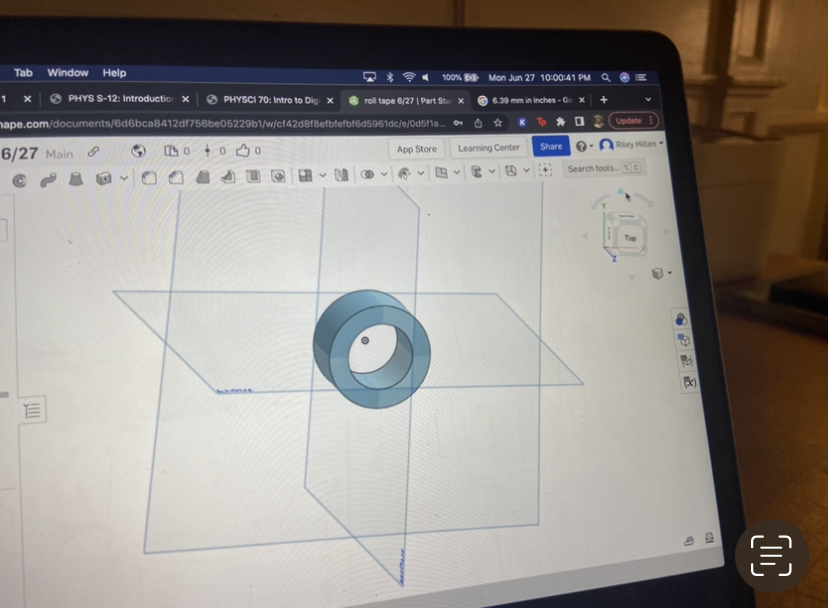 Tab Window Help
100% Mon Jun 27 10:00:41 PM
1 × PHYS S-12: Introductio × PHYSCI 70: Intro to Dig × roll tape 6/27 | Part Stu × 6.39 mm in inches - Go × +
hape.com/documents/6d6bca8412df756be05229b1/w/cf42d8f8efbfefbf6d5961dc/e/0d5f1a... K Tp Update
6/27 Main 0 0 0 App Store Learning Center Share Riley Hillen
Search tools...
Top